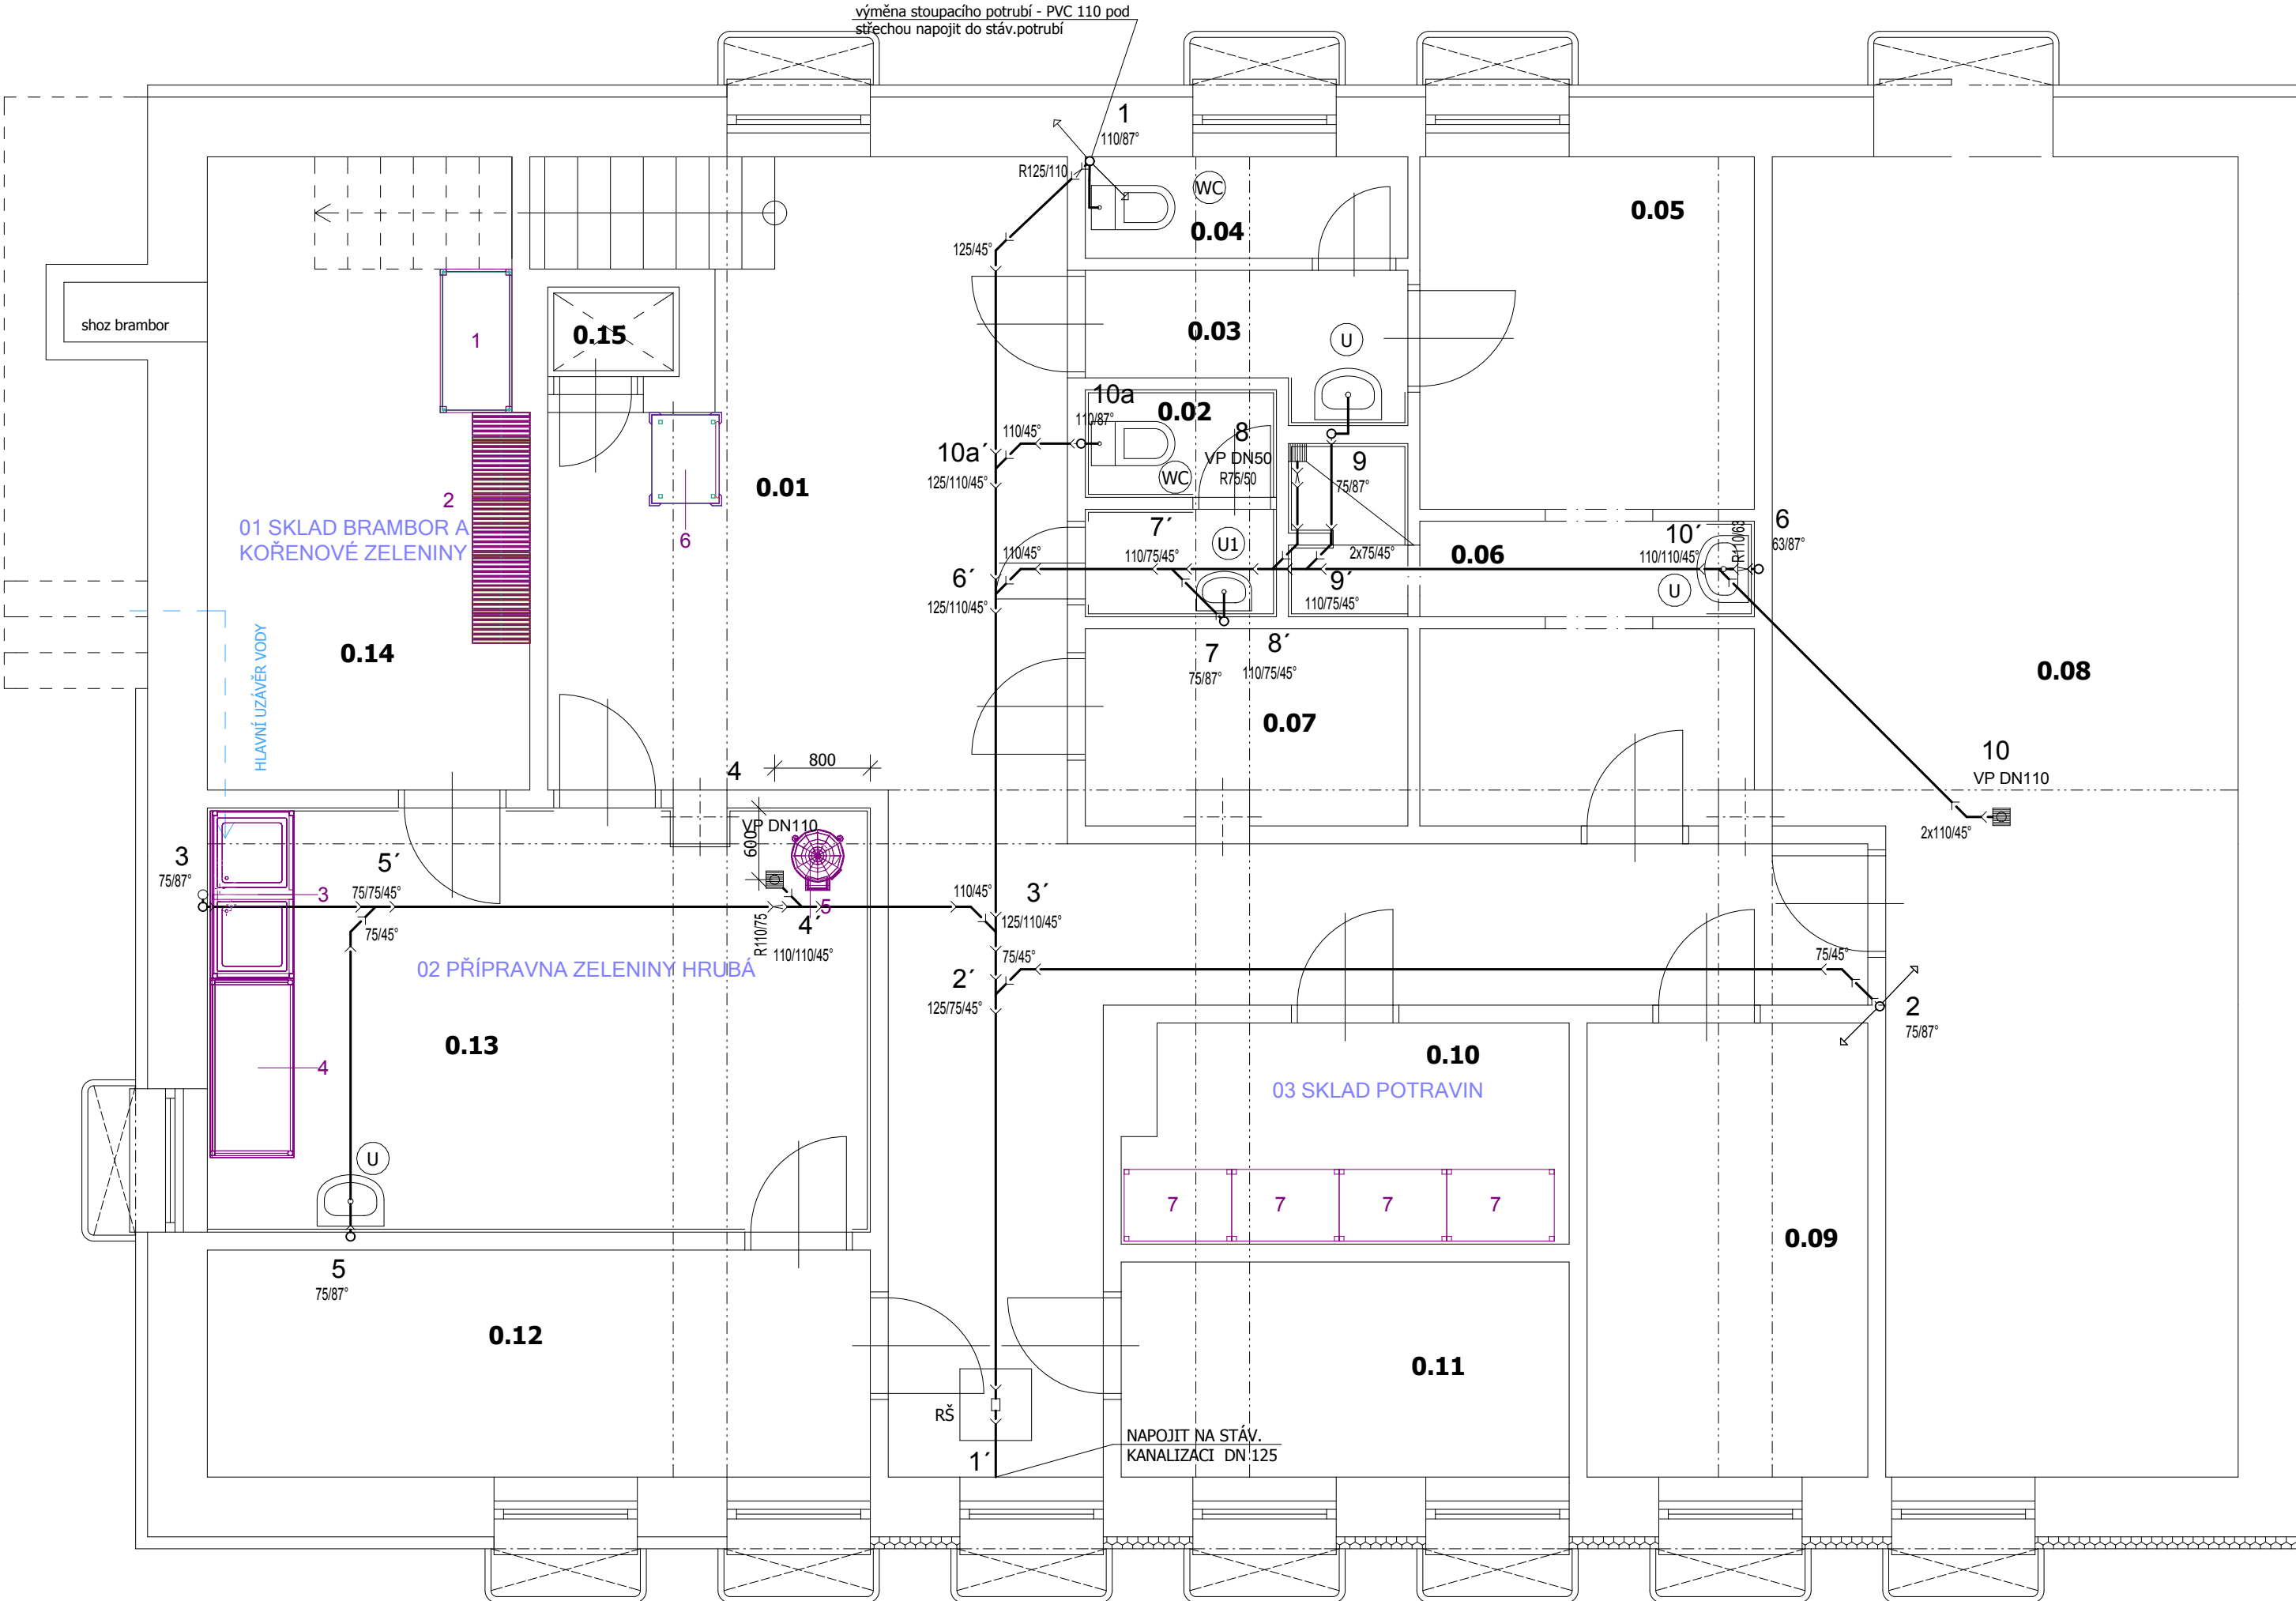 výměna stoupacího potrubí - PVC 110 pod
střechou napojit do stáv.potrubí
1
110/87°
R125/110
WC
0.04
0.05
125/45°
shoz brambor
1
0.15
0.03
U
10a
110/87°
0.02
8
VP DN50
R75/50
WC
9
75/87°
110/45°
10a´
125/110/45°
0.01
2
6
01 SKLAD BRAMBOR A
KOŘENOVÉ ZELENINY
7´
110/75/45°
U1
2x75/45°
0.06
10´
110/110/45°
R110/63
6
63/87°
U
110/45°
6´
125/110/45°
9´
110/75/45°
8´
110/75/45°
7
75/87°
0.14
HLAVNÍ UZÁVĚR VODY
0.08
0.07
10
VP DN110
2x110/45°
4
800
VP DN110
600
3
75/87°
5´
75/75/45°
3
75/45°
R110/75
4´
5
110/110/45°
110/45°
3´
125/110/45°
75/45°
75/45°
2´
125/75/45°
2
75/87°
02 PŘÍPRAVNA ZELENINY HRUBÁ
0.13
4
0.10
03 SKLAD POTRAVIN
U
7
7
7
7
0.09
5
75/87°
0.12
0.11
RŠ
NAPOJIT NA STÁV.
KANALIZACI DN 125
1´